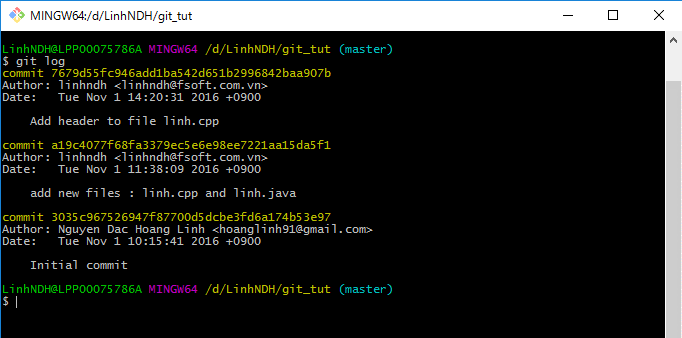 MINGW64:/d/LinhNDH/git_tut
LinhNDH@LPP00075786A MINGW64 /d/LinhNDH/git_tut (master)
$ git log
commit 7679d55fc946add1ba542d651b2996842baa907b
Author: linhndh <linhndh@fsoft.com.vn>
Date:   Tue Nov 1 14:20:31 2016 +0900
    Add header to file linh.cpp
commit a19c4077f68fa3379ec5e6e98ee7221aa15da5f1
Author: linhndh <linhndh@fsoft.com.vn>
Date:   Tue Nov 1 11:38:09 2016 +0900
    add new files : linh.cpp and linh.java
commit 3035c967526947f87700d5dcbe3fd6a174b53e97
Author: Nguyen Dac Hoang Linh <hoanglinh91@gmail.com>
Date:   Tue Nov 1 10:15:41 2016 +0900
    Initial commit
LinhNDH@LPP00075786A MINGW64 /d/LinhNDH/git_tut (master)
$